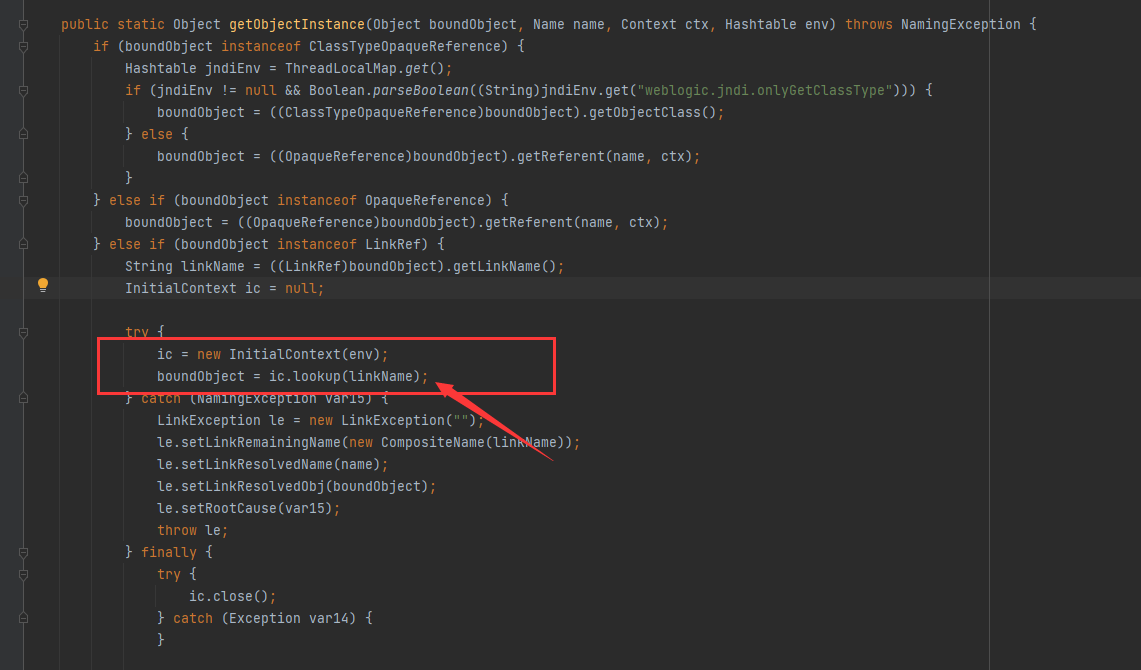 public static Object getObjectInstance(Object boundObject, Name name, Context ctx, Hashtable env) throws NamingException {
if (boundObject instanceof ClassTypeOpaqueReference) {
Hashtable jndiEnv = ThreadLocalMap.get();
if (jndiEnv != null && Boolean.parseBoolean((String)jndiEnv.get("weblogic.jndi.onlyGetClassType"))) {
boundObject = ((ClassTypeOpaqueReference)boundObject).getObjectClass();
} else {
boundObject = ((OpaqueReference)boundObject).getReferent(name, ctx);
}
} else if (boundObject instanceof OpaqueReference) {
boundObject = ((OpaqueReference)boundObject).getReferent(name, ctx);
} else if (boundObject instanceof LinkRef) {
String linkName = ((LinkRef)boundObject).getLinkName();
InitialContext ic = null;
try {
ic = new InitialContext(env);
boundObject = ic.lookup(linkName);
} catch (NamingException var15) {
LinkException le = new LinkException("");
le.setLinkRemainingName(new CompositeName(linkName));
le.setLinkResolvedName(name);
le.setLinkResolvedObj(boundObject);
le.setRootCause(var15);
throw le;
} finally {
try {
ic.close();
} catch (Exception var14) {
}